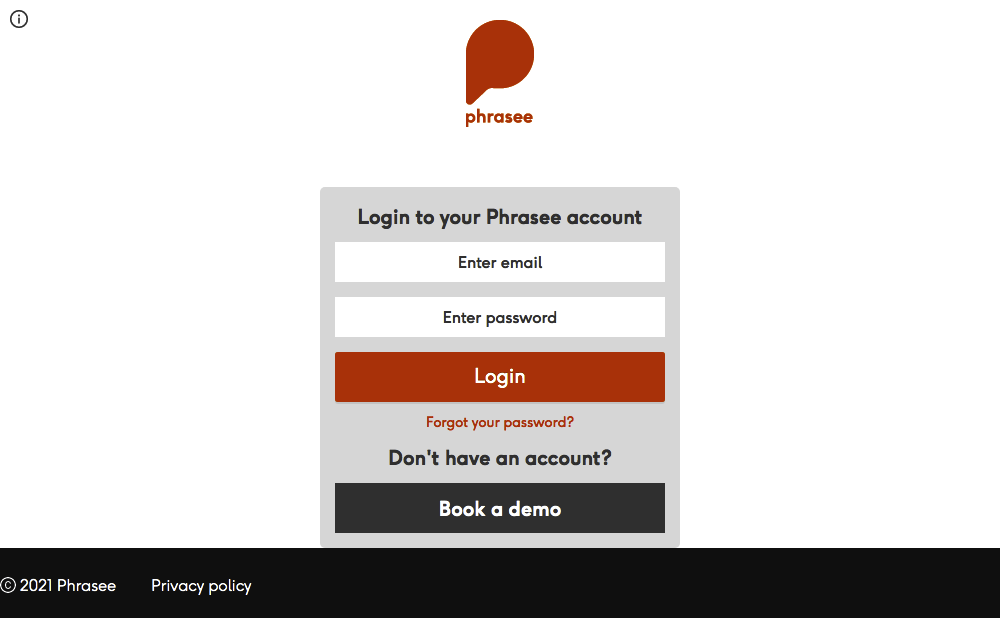 phrasee
Login to your Phrasee account
Enter email
Enter password
Login
Forgot your password?
Don't have an account?
Book a demo
© 2021 Phrasee
Privacy policy